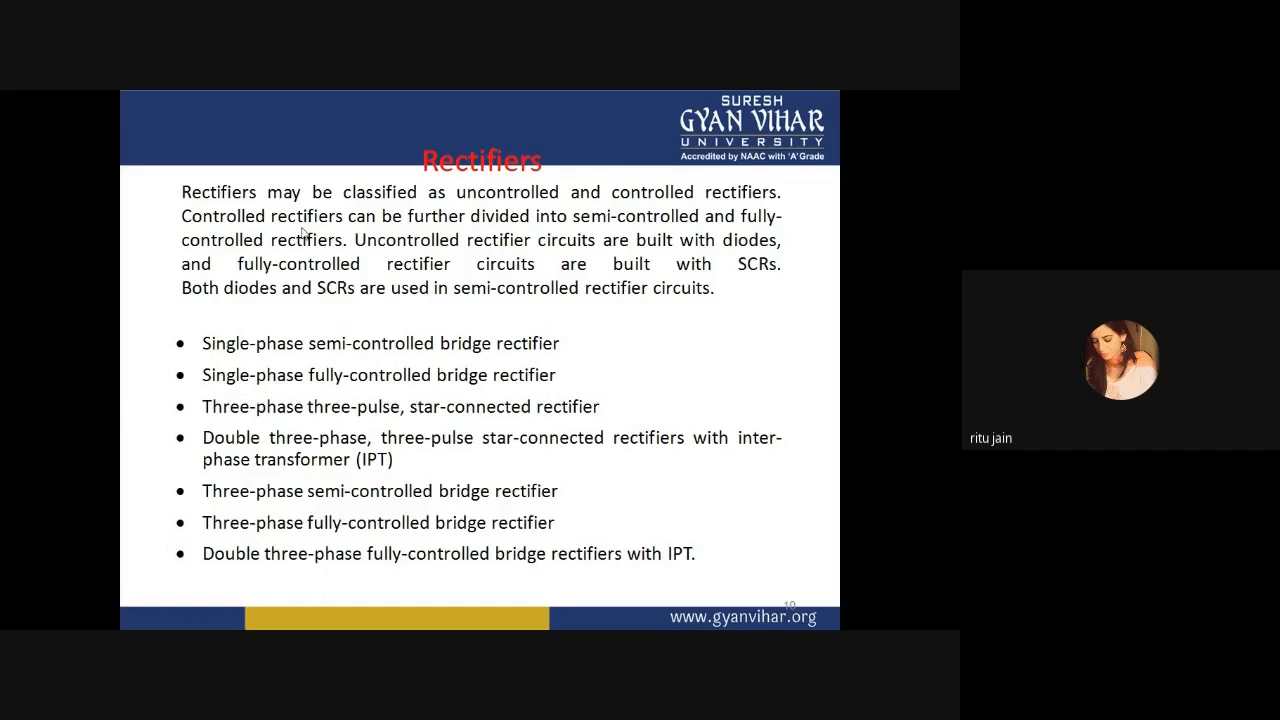 SURESH
GYAN VIHAR
UNIVERSITY
Accredited by NAAC with 'A' Grade
Rectifiers
Rectifiers may be classified as uncontrolled and controlled rectifiers.
Controlled rectifiers can be further divided into semi-controlled and fully-
controlled rectifiers. Uncontrolled rectifier circuits are built with diodes,
and fully-controlled rectifier circuits are built with SCRs.
Both diodes and SCRs are used in semi-controlled rectifier circuits.
• Single-phase semi-controlled bridge rectifier
• Single-phase fully-controlled bridge rectifier
• Three-phase three-pulse, star-connected rectifier
• Double three-phase, three-pulse star-connected rectifiers with inter-
phase transformer (IPT)
• Three-phase semi-controlled bridge rectifier
• Three-phase fully-controlled bridge rectifier
• Double three-phase fully-controlled bridge rectifiers with IPT.
10
www.gyanvihar.org
ritu jain